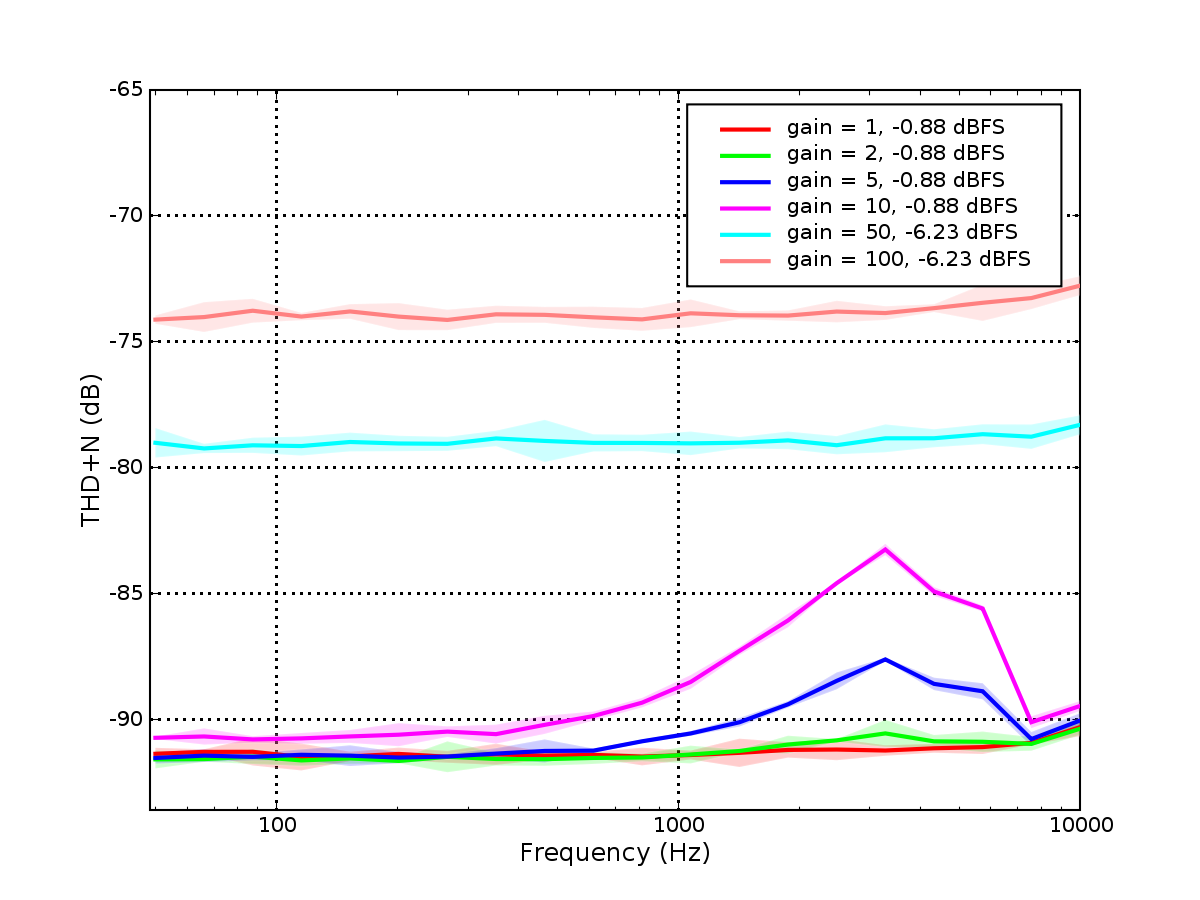 -65
-70
-75
-80
-85
-90
THD+N (dB)
gain = 1, -0.88 dBFS
gain = 2, -0.88 dBFS
gain = 5, -0.88 dBFS
gain = 10, -0.88 dBFS
gain = 50, -6.23 dBFS
gain = 100, -6.23 dBFS
100
1000
10000
Frequency (Hz)